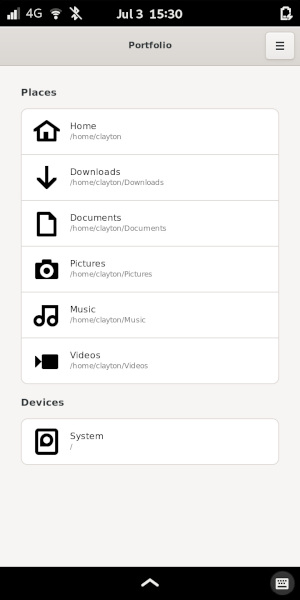 4G
Jul 3 15:30
Portfolio
Places
Home
/home/clayton
Downloads
/home/clayton/Downloads
Documents
/home/clayton/Documents
Pictures
/home/clayton/Pictures
Music
/home/clayton/Music
Videos
/home/clayton/Videos
Devices
System
/